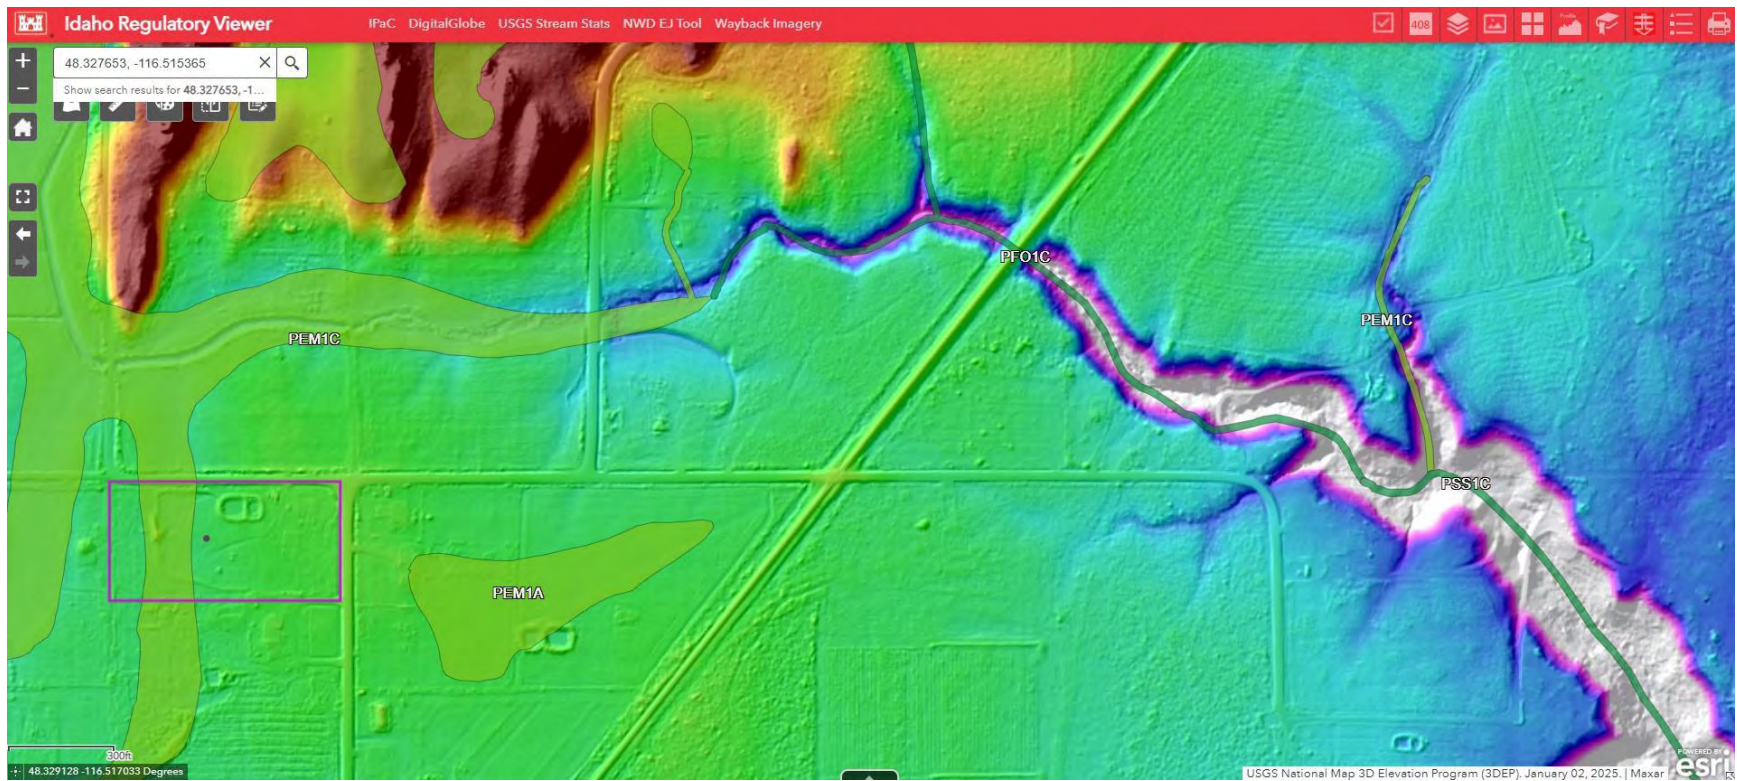 Idaho Regulatory Viewer
IPaC DigitalGlobe USGS Stream Stats NWD EJ Tool Wayback Imagery
408
Profile
48.327653, -116.515365
Show search results for 48.327653, -1...
PFO1C
PEM1C
PEM1C
PSS1C
PEM1A
300ft
48.329128 -116.517033 Degrees
POWERED BY
esri
USGS National Map 3D Elevation Program (3DEP). January 02, 2025. | Maxar